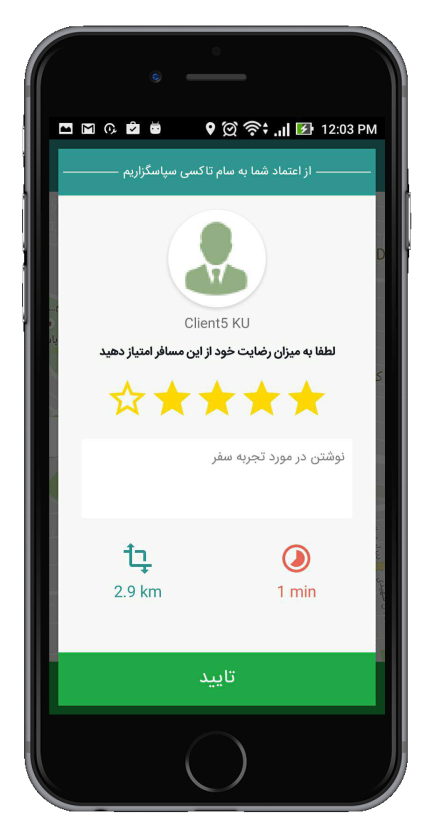 12:03 PM
از اعتماد شما به سام تاکسی سپاسگزاریم
Client5 KU
لطفا به میزان رضایت خود از این مسافر امتیاز دهید
نوشتن در مورد تجربه سفر
2.9 km
1 min
تایید